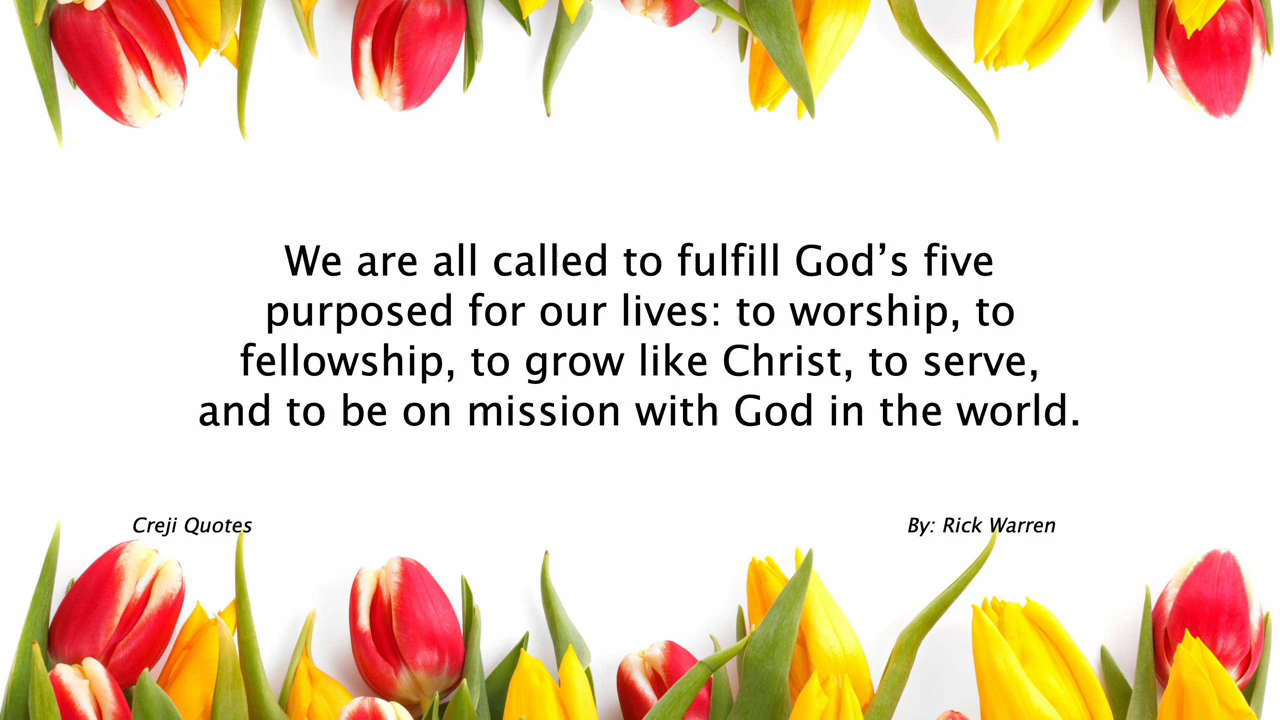 We are all called to fulfill God’s five
purposed for our lives: to worship, to
fellowship, to grow like Christ, to serve,
and to be on mission with God in the world.
Creji Quotes
By: Rick Warren